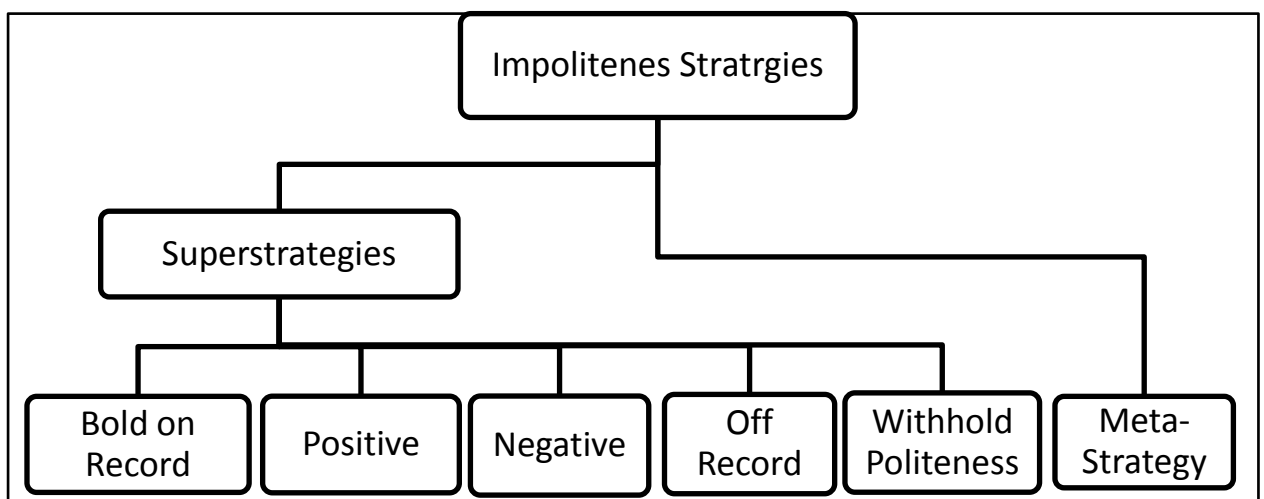 Impolitenes Stratrgies
Superstrategies
Bold on
Record
Positive
Negative
Off
Record
Withhold
Politeness
Meta-
Strategy